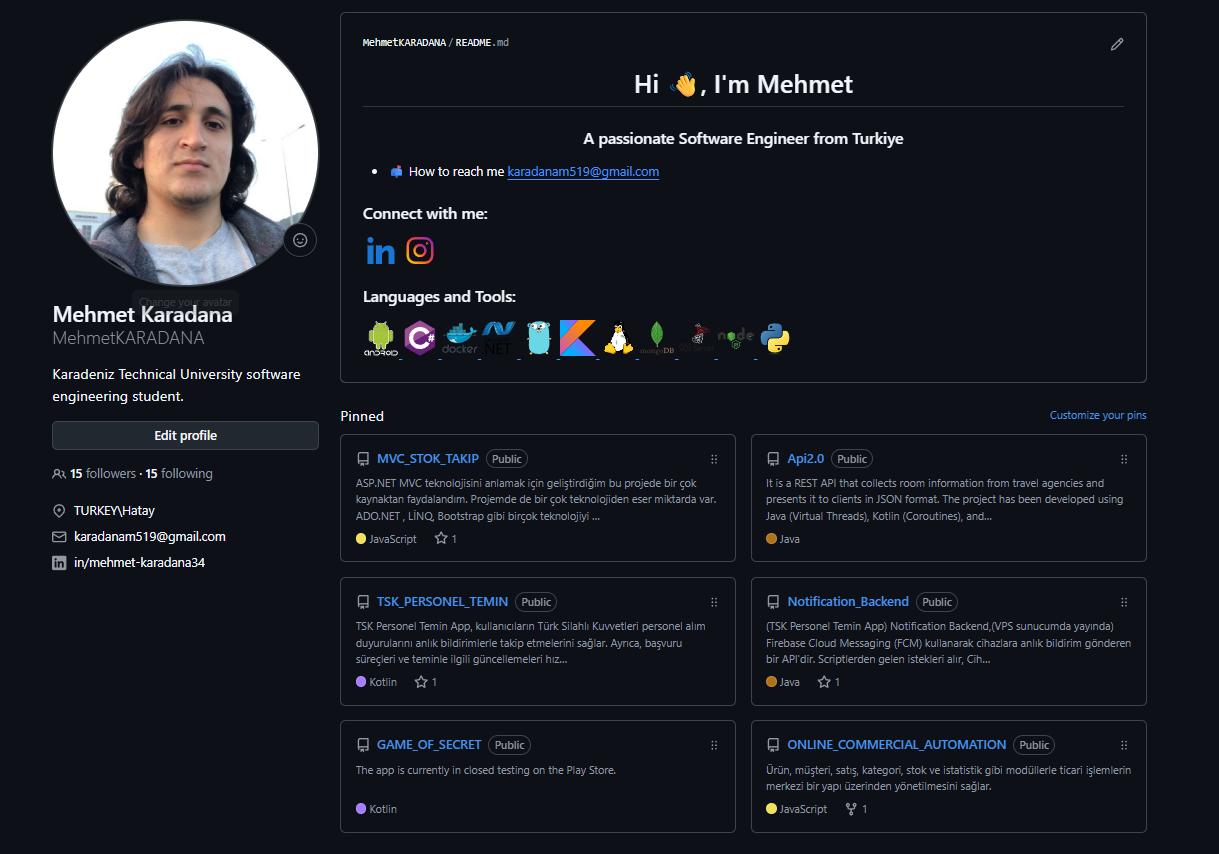 MehmetKARADANA/README.md
Hi 👋, I'm Mehmet
A passionate Software Engineer from Turkiye
📫 How to reach me karadanam519@gmail.com
Connect with me:
Languages and Tools:
ANDROID
C#
docker
.NET
mongoDB
node
Change your avatar
Mehmet Karadana
MehmetKARADANA
Karadeniz Technical University software
engineering student.
Edit profile
15 followers · 15 following
TURKEY\Hatay
karadanam519@gmail.com
in/mehmet-karadana34
Pinned
Customize your pins
MVC_STOK_TAKIP Public
ASP.NET MVC teknolojisini anlamak için geliştirdiğim bu projede bir çok
kaynaktan faydalandım. Projemde de bir çok teknolojiden eser miktarda var.
ADO.NET , LİNQ, Bootstrap gibi birçok teknolojiyi ...
JavaScript 1
Api2.0 Public
It is a REST API that collects room information from travel agencies and
presents it to clients in JSON format. The project has been developed using
Java (Virtual Threads), Kotlin (Coroutines), and...
Java
TSK_PERSONEL_TEMIN Public
TSK Personel Temin App, kullanıcıların Türk Silahlı Kuvvetleri personel alım
duyurularını anlık bildirimlerle takip etmelerini sağlar. Ayrıca, başvuru
süreçleri ve teminle ilgili güncellemeleri hız...
Kotlin 1
Notification_Backend Public
(TSK Personel Temin App) Notification Backend,(VPS sunucumda yayında)
Firebase Cloud Messaging (FCM) kullanarak cihazlara anlık bildirim gönderen
bir API'dir. Scriptlerden gelen istekleri alır, Cih...
Java 1
GAME_OF_SECRET Public
The app is currently in closed testing on the Play Store.
Kotlin
ONLINE_COMMERCIAL_AUTOMATION Public
Ürün, müşteri, satış, kategori, stok ve istatistik gibi modüllerle ticari işlemlerin
merkezi bir yapı üzerinden yönetilmesini sağlar.
JavaScript 1